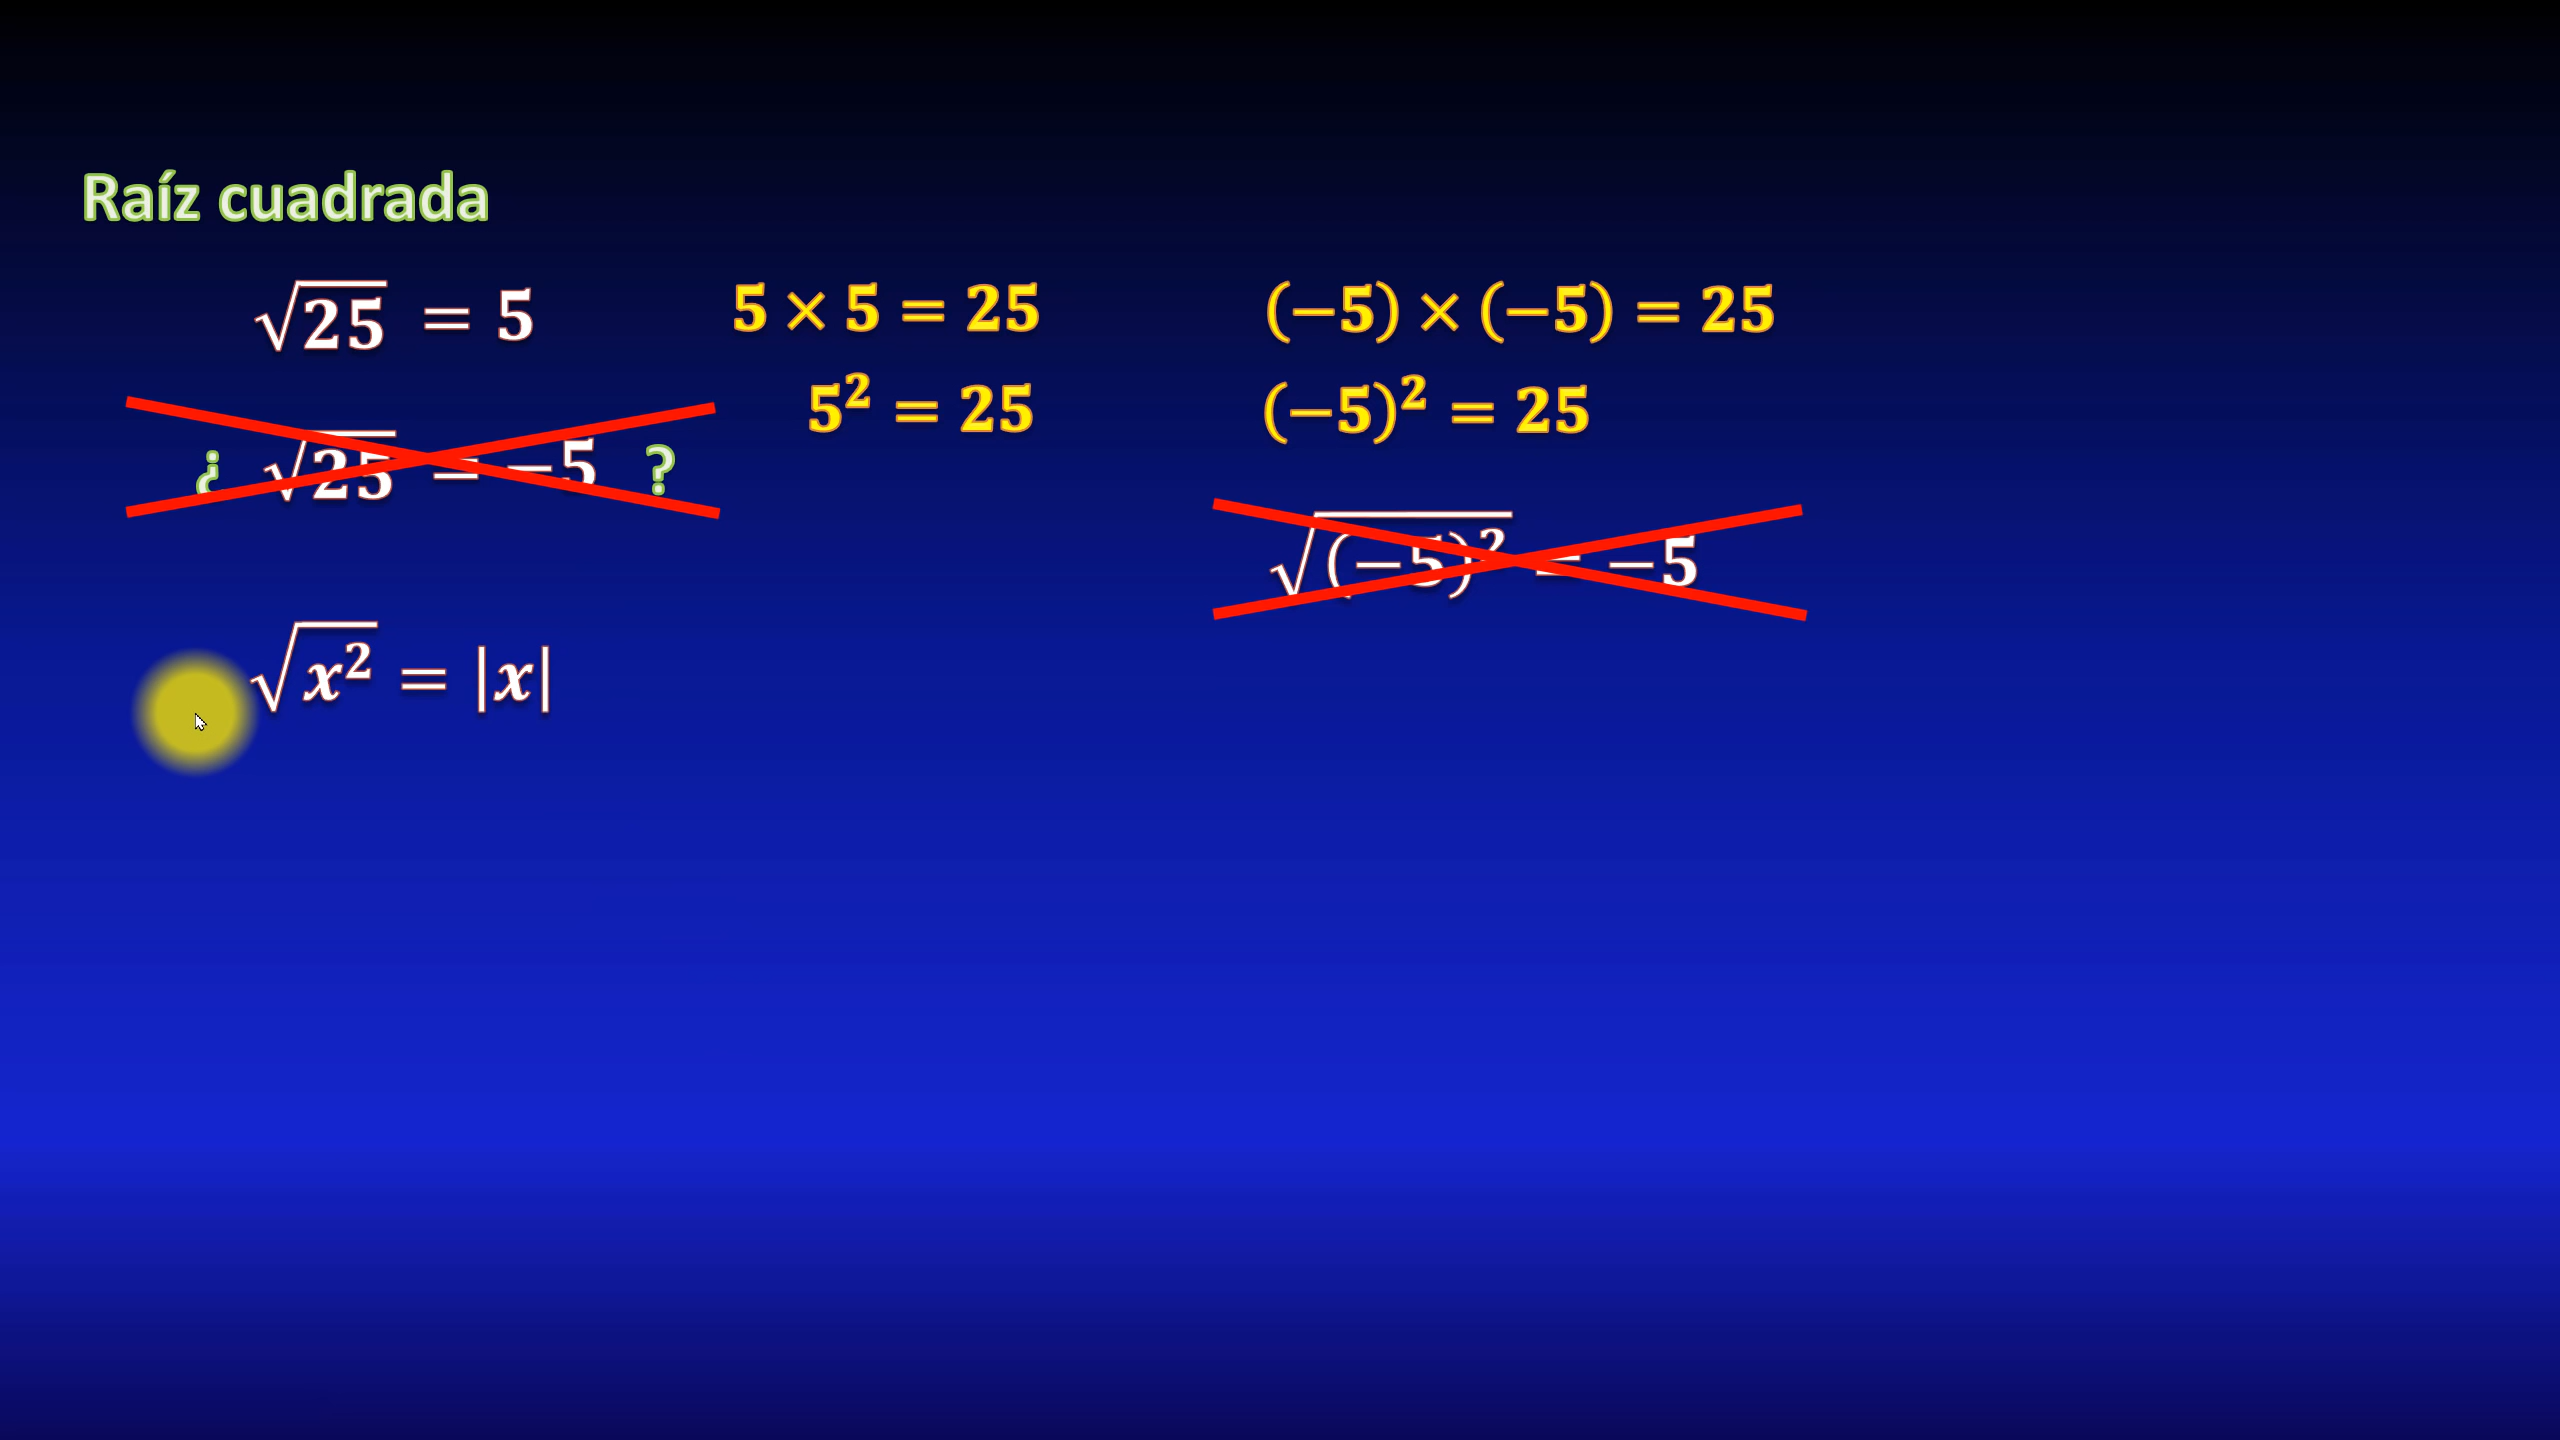 Raíz cuadrada
√25 = 5
5 × 5 = 25
(−5) × (−5) = 25
5² = 25
(−5)² = 25
¿ √25 = −5 ?
√(−5)² = −5
√x² = |x|